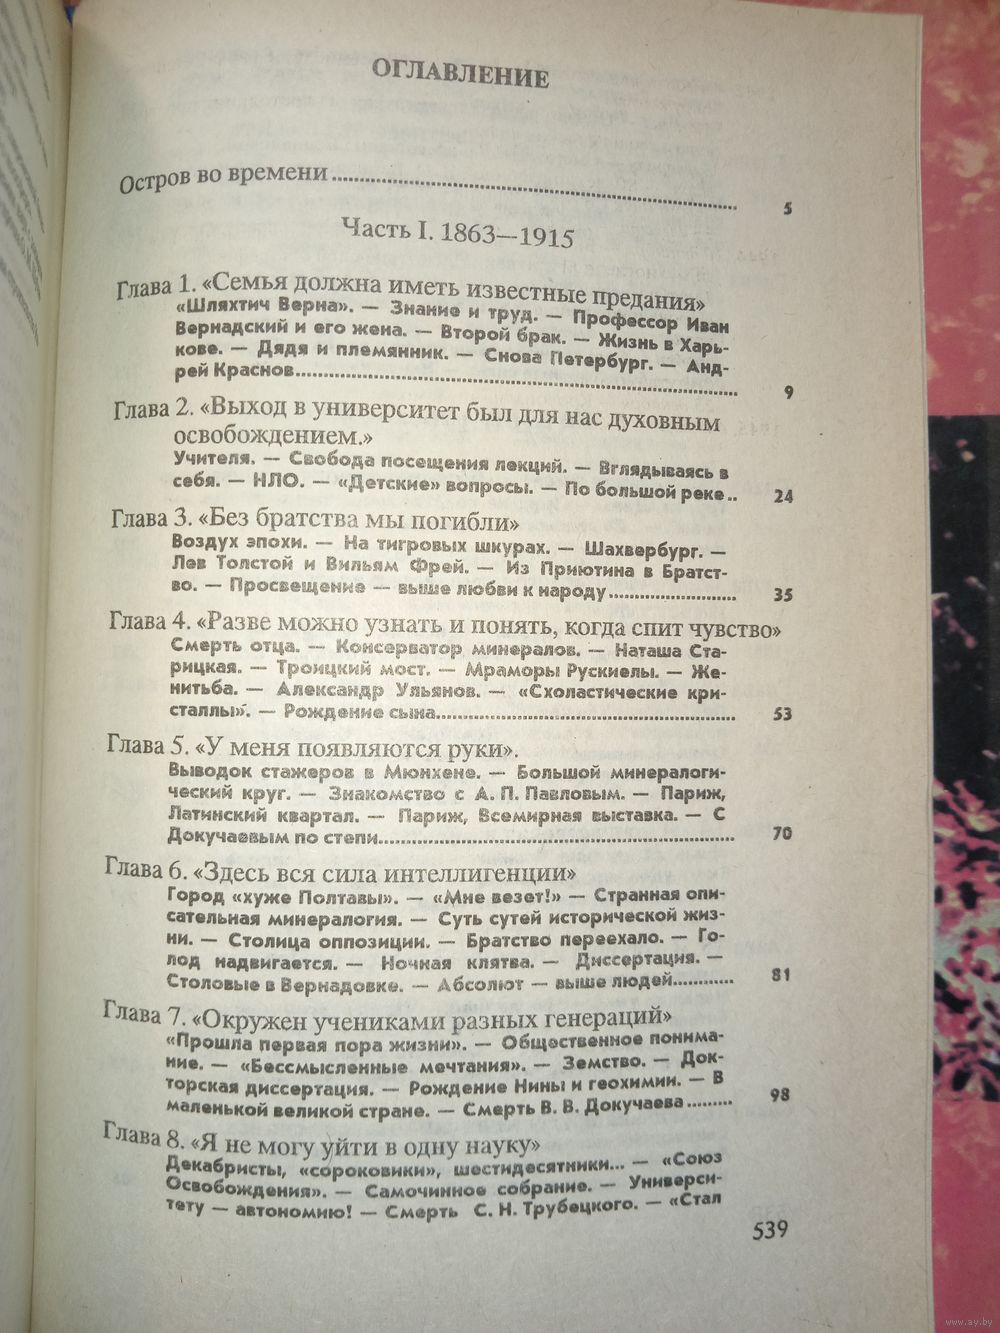 ОГЛАВЛЕНИЕ
Остров во времени........ 5
Часть I. 1863—1915
Глава 1. «Семья должна иметь известные предания»
«Шляхтич Верна». — Знание и труд. — Профессор Иван
Вернадский и его жена. — Второй брак. — Жизнь в Харь-
кове. — Дядя и племянник. — Снова Петербург. — Анд-
рей Краснов........ 9
Глава 2. «Выход в университет был для нас духовным
освобождением.»
Учителя. — Свобода посещения лекций. — Вглядываясь в
себя. — НЛО. — «Детские» вопросы. — По большой реке.. 24
Глава 3. «Без братства мы погибли»
Воздух эпохи. — На тигровых шкурах. — Шахвербург. —
Лев Толстой и Вильям Фрей. — Из Приютина в Братст-
во. — Просвещение — выше любви к народу........ 35
Глава 4. «Разве можно узнать и понять, когда спит чувство»
Смерть отца. — Консерватор минералов. — Наташа Ста-
рицкая. — Троицкий мост. — Мраморы Рускиелы. — Же-
нитьба. — Александр Ульянов. — «Схоластические кри-
сталлы». — Рождение сына........ 53
Глава 5. «У меня появляются руки».
Выводок стажеров в Мюнхене. — Большой минералоги-
ческий круг. — Знакомство с А. П. Павловым. — Париж,
Латинский квартал. — Париж, Всемирная выставка. — С
Докучаевым по степи........ 70
Глава 6. «Здесь вся сила интеллигенции»
Город «хуже Полтавы». — «Мне везет!» — Странная опи-
сательная минералогия. — Суть сутей исторической жиз-
ни. — Столица оппозиции. — Братство переехало. — Го-
лод надвигается. — Ночная клятва. — Диссертация. —
Столовые в Вернадовке. — Абсолют — выше людей........ 81
Глава 7. «Окружен учениками разных генераций»
«Прошла первая пора жизни». — Общественное понима-
ние. — «Бессмысленные мечтания». — Земство. — Док-
торская диссертация. — Рождение Нины и геохимии. — В
маленькой великой стране. — Смерть В. В. Докучаева........ 98
Глава 8. «Я не могу уйти в одну науку»
Декабристы, «сороковики», шестидесятники... — «Союз
Освобождения». — Самочинное собрание. — Универси-
тету — автономию! — Смерть С. Н. Трубецкого. — «Стал
539
www.ay.by